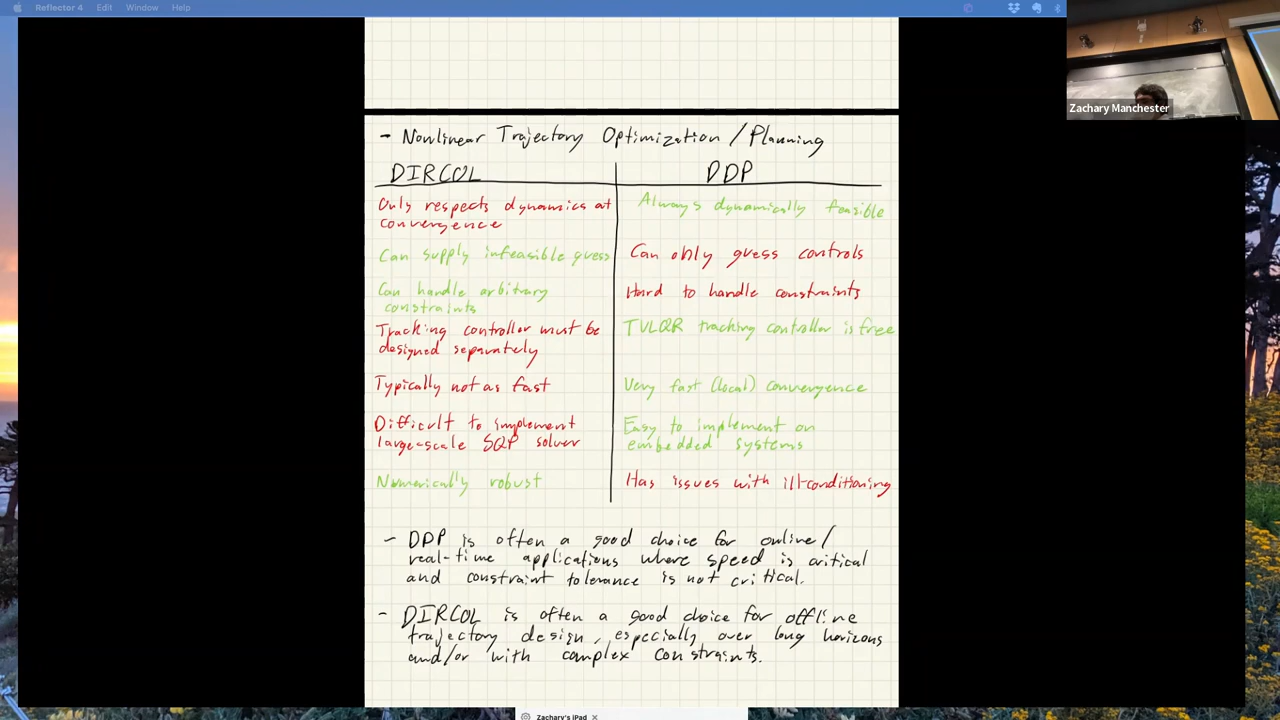 Reflector 4 Edit Window Help
Zachary Manchester
- Nonlinear Trajectory Optimization / Planning
DIRCOL DDP
Only respects dynamics at
convergence
Always dynamically feasible
Can supply infeasible guess
Can only guess controls
Can handle arbitrary
constraints
Hard to handle constraints
Tracking controller must be
designed separately
TVLQR tracking controller is free
Typically not as fast
Very fast (local) convergence
Difficult to implement
large-scale SQP solver
Easy to implement on
embedded systems
Numerically robust
Has issues with ill-conditioning
- DDP is often a good choice for online/
real-time applications where speed is critical
and constraint tolerance is not critical.
- DIRCOL is often a good choice for offline
trajectory design, especially over long horizons
and/or with complex constraints.
Zachary's iPad